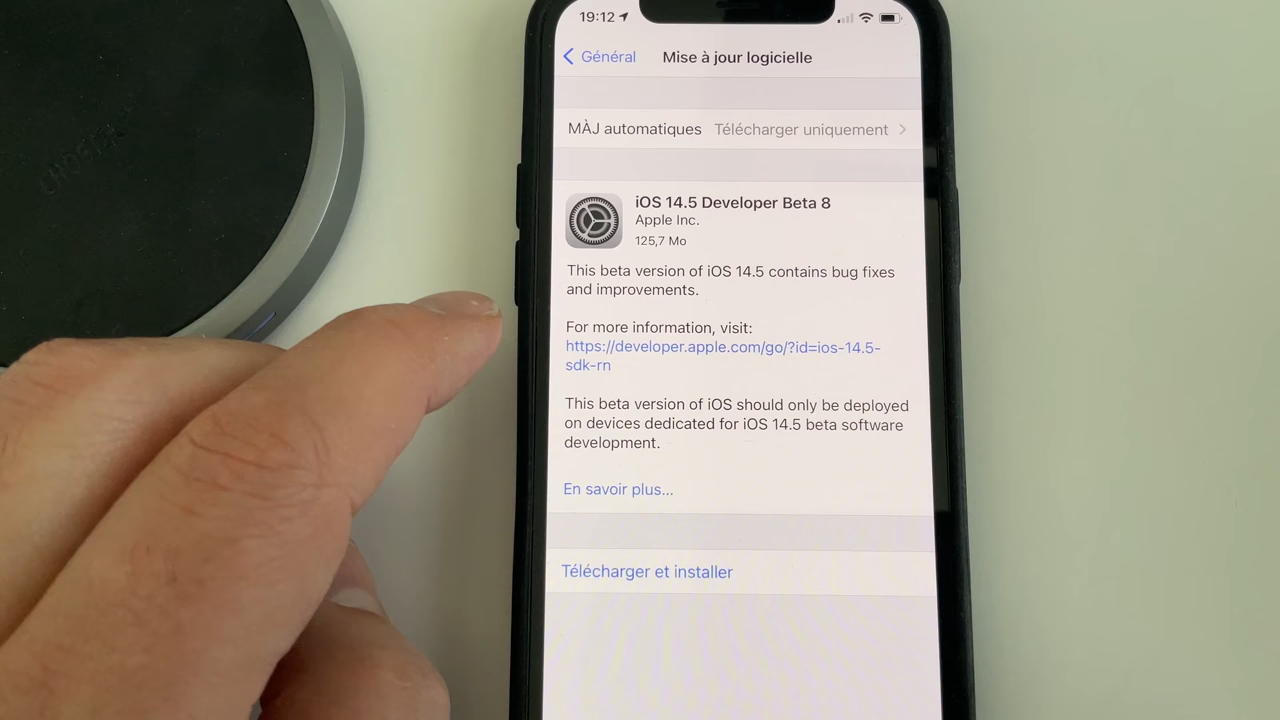 19:12
Général
Mise à jour logicielle
MÀJ automatiques Télécharger uniquement
iOS 14.5 Developer Beta 8
Apple Inc.
125,7 Mo
This beta version of iOS 14.5 contains bug fixes
and improvements.
For more information, visit:
https://developer.apple.com/go/?id=ios-14.5-
sdk-rn
This beta version of iOS should only be deployed
on devices dedicated for iOS 14.5 beta software
development.
En savoir plus...
Télécharger et installer